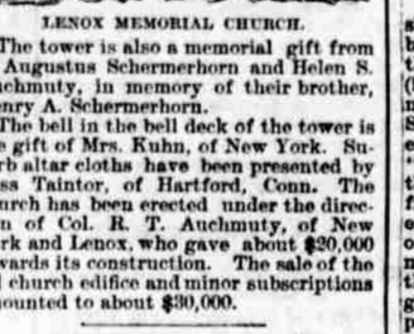 LENOX MEMORIAL CHURCH.
The tower is also a memorial gift from
Augustus Schermerhorn and Helen S.
chmuty, in memory of their brother,
nry A. Schermerhorn.
The bell in the bell deck of the tower is
e gift of Mrs. Kuhn, of New York. Su-
rb altar cloths have been presented by
ss Taintor, of Hartford, Conn. The
urch has been erected under the direc-
n of Col. R. T. Auchmuty, of New
rk and Lenox, who gave about $20,000
wards its construction. The sale of the
church edifice and minor subscriptions
ounted to about $30,000.